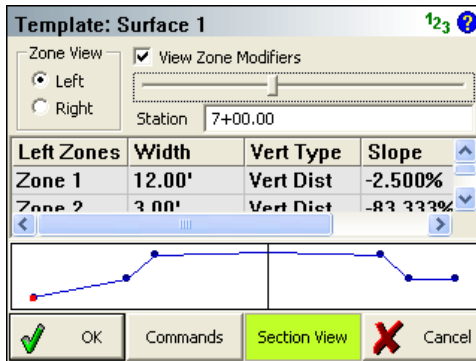 Template: Surface 1
123
?
Zone View
Left
Right
View Zone Modifiers
Station 7+00.00
Left Zones Width Vert Type Slope
Zone 1 12.00' Vert Dist -2.500%
Zone 2 3.00' Vert Dist -83.333%
OK Commands Section View Cancel